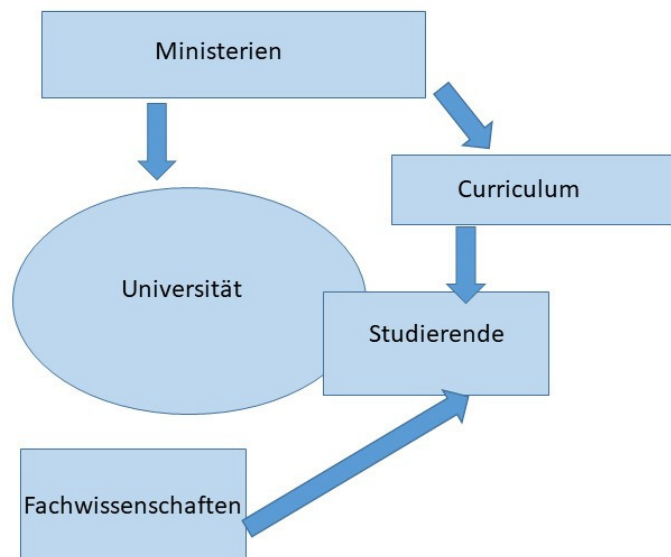 Ministerien
Curriculum
Universität
Studierende
Fachwissenschaften